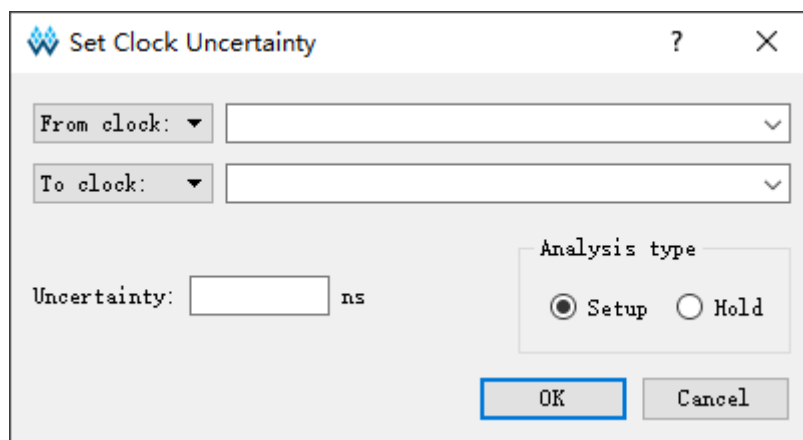 Set Clock Uncertainty ?
From clock:
To clock:
Analysis type
Uncertainty: ns Setup Hold
OK Cancel